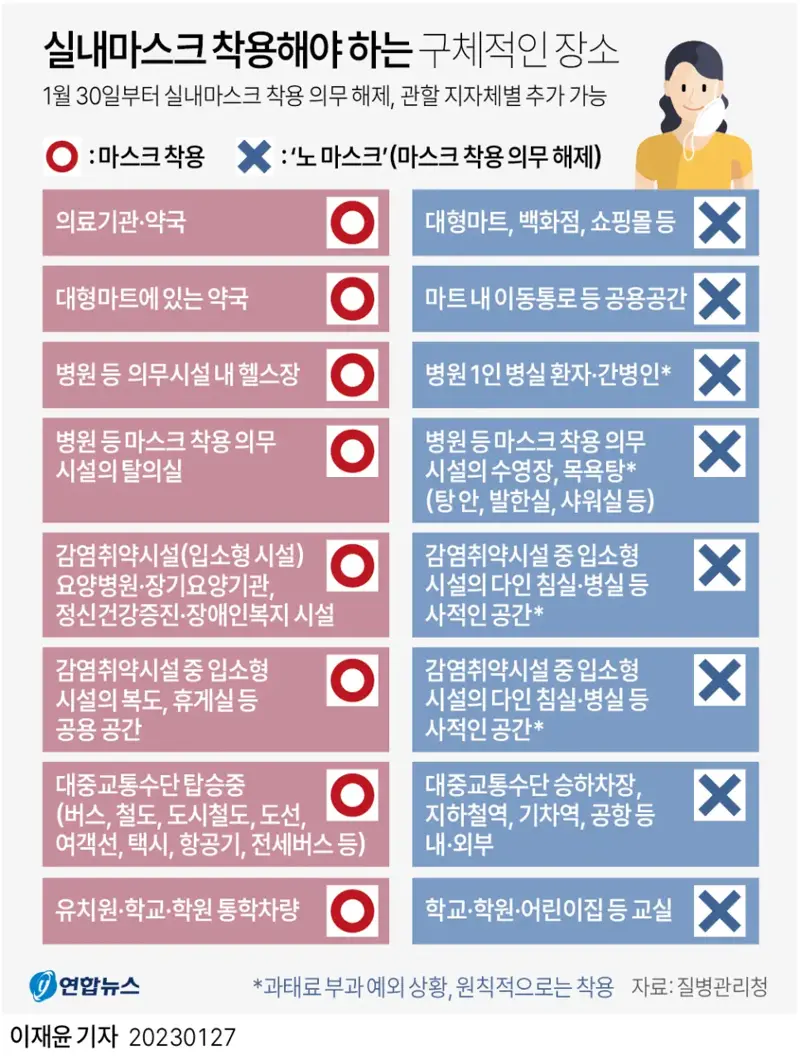 실내마스크 착용해야 하는 구체적인 장소
1월 30일부터 실내마스크 착용 의무 해제, 관할 지자체별 추가 가능
: 마스크 착용
: ‘노 마스크’(마스크 착용 의무 해제)
의료기관·약국
대형마트, 백화점, 쇼핑몰 등
대형마트에 있는 약국
마트 내 이동통로 등 공용공간
병원 등 의무시설 내 헬스장
병원 1인 병실 환자·간병인*
병원 등 마스크 착용 의무
시설의 탈의실
병원 등 마스크 착용 의무
시설의 수영장, 목욕탕*
(탕 안, 발한실, 샤워실 등)
감염취약시설(입소형 시설)
요양병원·장기요양기관,
정신건강증진·장애인복지 시설
감염취약시설 중 입소형
시설의 다인 침실·병실 등
사적인 공간*
감염취약시설 중 입소형
시설의 복도, 휴게실 등
공용 공간
감염취약시설 중 입소형
시설의 다인 침실·병실 등
사적인 공간*
대중교통수단 탑승중
(버스, 철도, 도시철도, 도선,
여객선, 택시, 항공기, 전세버스 등)
대중교통수단 승하차장,
지하철역, 기차역, 공항 등
내·외부
유치원·학교·학원 통학차량
학교·학원·어린이집 등 교실
연합뉴스
*과태료 부과 예외 상황, 원칙적으로는 착용
자료: 질병관리청
이재윤 기자 20230127